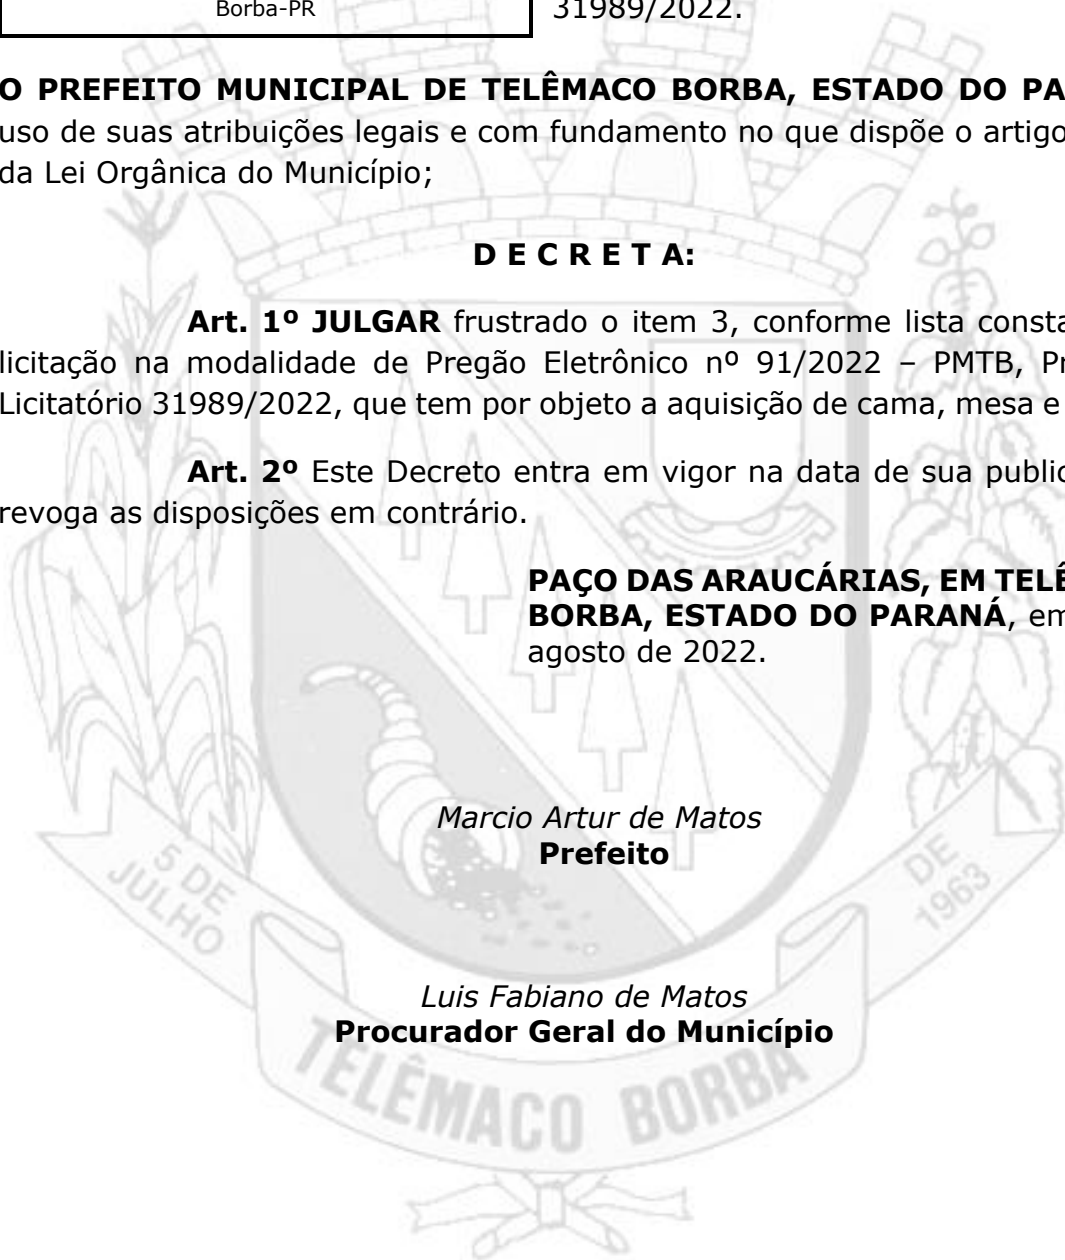 Borba-PR
31989/2022.
O PREFEITO MUNICIPAL DE TELÊMACO BORBA, ESTADO DO PA
uso de suas atribuições legais e com fundamento no que dispõe o artigo
da Lei Orgânica do Município;
D E C R E T A:
Art. 1º JULGAR frustrado o item 3, conforme lista consta
licitação na modalidade de Pregão Eletrônico nº 91/2022 – PMTB, Pr
Licitatório 31989/2022, que tem por objeto a aquisição de cama, mesa e
Art. 2º Este Decreto entra em vigor na data de sua public
revoga as disposições em contrário.
PAÇO DAS ARAUCÁRIAS, EM TELÊ
BORBA, ESTADO DO PARANÁ, em
agosto de 2022.
Marcio Artur de Matos
Prefeito
5 DE
JULHO
DE
1963
Luis Fabiano de Matos
Procurador Geral do Município
TELÊMACO BORBA